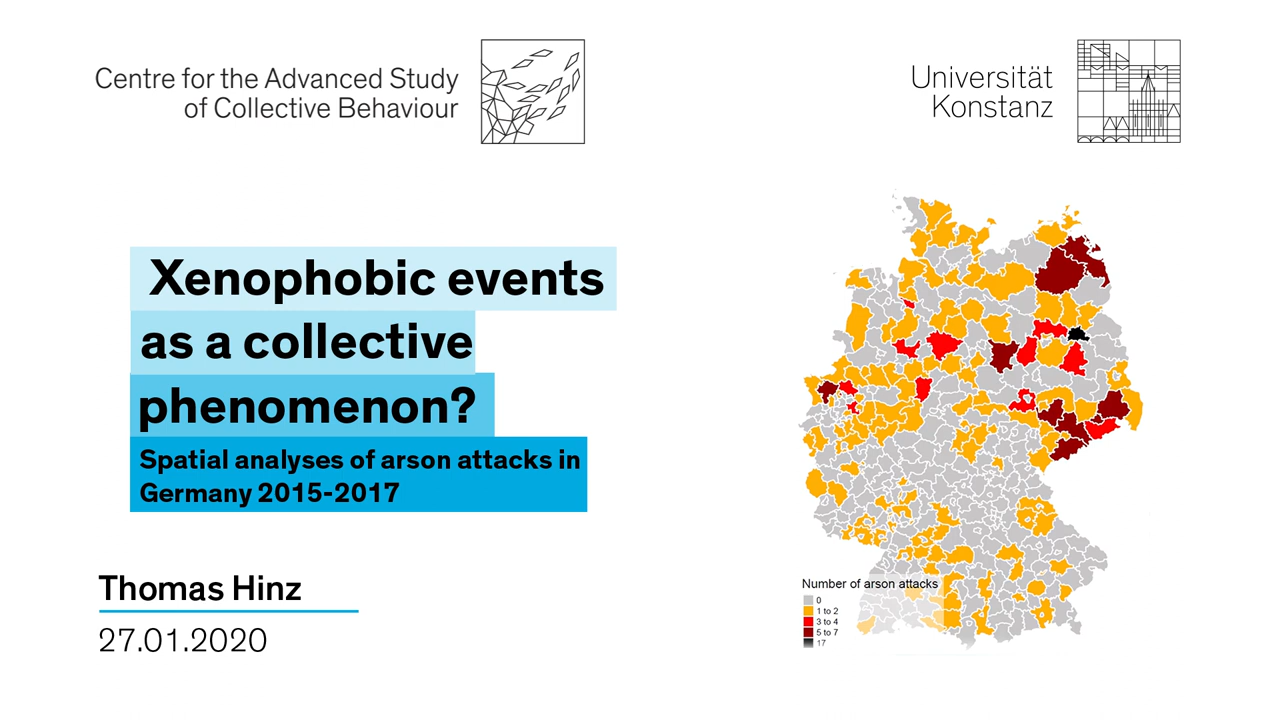 Centre for the Advanced Study
of Collective Behaviour
Universität
Konstanz
Xenophobic events
as a collective
phenomenon?
Spatial analyses of arson attacks in
Germany 2015-2017
Thomas Hinz
27.01.2020
Number of arson attacks
0
1 to 2
3 to 4
5 to 7
17